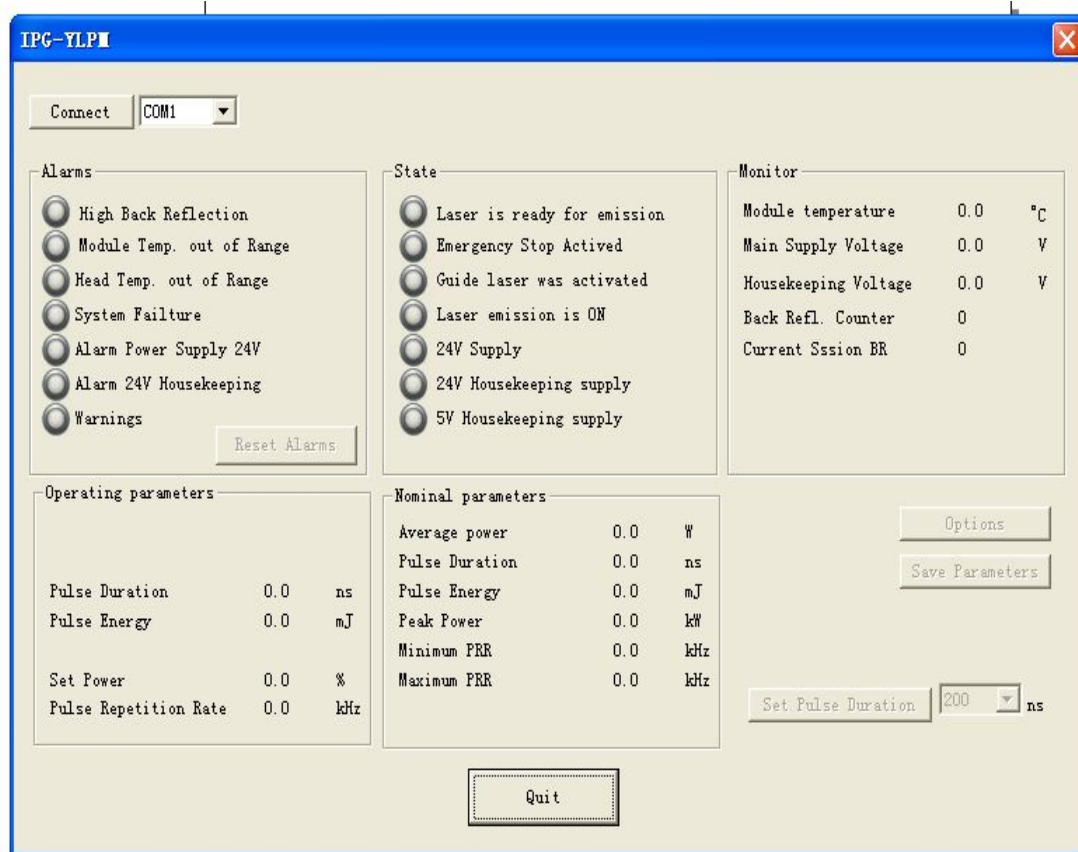 IPG-YLPM
Connect COM1
Alarms
High Back Reflection
Module Temp. out of Range
Head Temp. out of Range
System Failture
Alarm Power Supply 24V
Alarm 24V Housekeeping
Warnings
Reset Alarms
State
Laser is ready for emission
Emergency Stop Actived
Guide laser was activated
Laser emission is ON
24V Supply
24V Housekeeping supply
5V Housekeeping supply
Monitor
Module temperature 0.0 °C
Main Supply Voltage 0.0 V
Housekeeping Voltage 0.0 V
Back Refl. Counter 0
Current Sssion BR 0
Operating parameters
Pulse Duration 0.0 ns
Pulse Energy 0.0 mJ
Set Power 0.0 %
Pulse Repetition Rate 0.0 kHz
Nominal parameters
Average power 0.0 W
Pulse Duration 0.0 ns
Pulse Energy 0.0 mJ
Peak Power 0.0 kW
Minimum PRR 0.0 kHz
Maximum PRR 0.0 kHz
Options
Save Parameters
Set Pulse Duration 200 ns
Quit